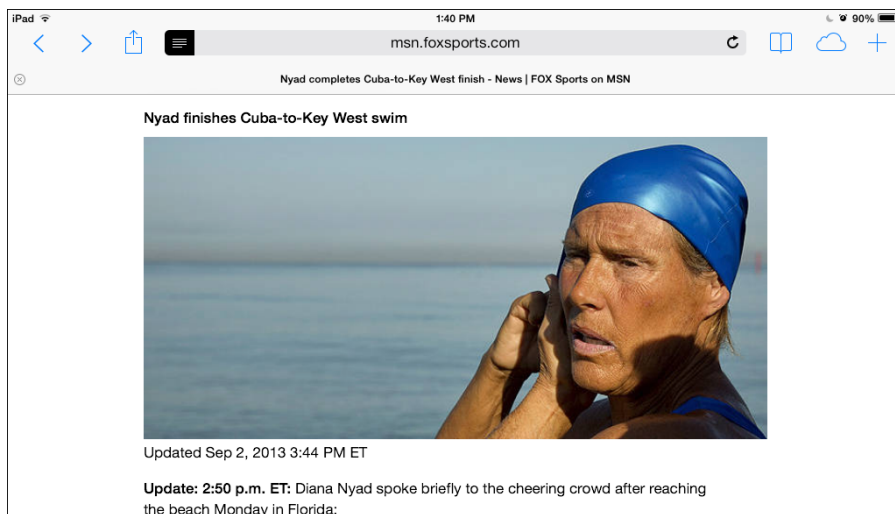 iPad 1:40 PM 90%
msn.foxsports.com
Nyad completes Cuba-to-Key West finish - News | FOX Sports on MSN
Nyad finishes Cuba-to-Key West swim
Updated Sep 2, 2013 3:44 PM ET
Update: 2:50 p.m. ET: Diana Nyad spoke briefly to the cheering crowd after reaching
the beach Monday in Florida: